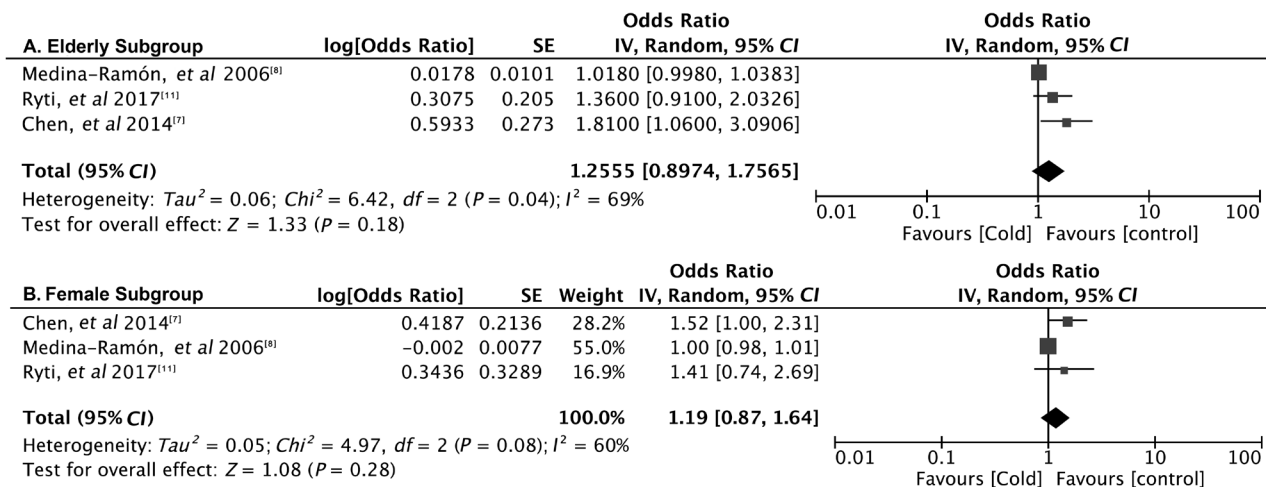 Odds Ratio Odds Ratio
A. Elderly Subgroup log[Odds Ratio] SE IV, Random, 95% CI IV, Random, 95% CI
Medina-Ramón, et al 2006[8] 0.0178 0.0101 1.0180 [0.9980, 1.0383]
Ryti, et al 2017[11] 0.3075 0.205 1.3600 [0.9100, 2.0326]
Chen, et al 2014[7] 0.5933 0.273 1.8100 [1.0600, 3.0906]
Total (95% CI) 1.2555 [0.8974, 1.7565]
Heterogeneity: Tau² = 0.06; Chi² = 6.42, df = 2 (P = 0.04); I² = 69%
Test for overall effect: Z = 1.33 (P = 0.18)
0.01 0.1 1 10 100
Favours [Cold] Favours [control]
Odds Ratio Odds Ratio
B. Female Subgroup log[Odds Ratio] SE Weight IV, Random, 95% CI IV, Random, 95% CI
Chen, et al 2014[7] 0.4187 0.2136 28.2% 1.52 [1.00, 2.31]
Medina-Ramón, et al 2006[8] -0.002 0.0077 55.0% 1.00 [0.98, 1.01]
Ryti, et al 2017[11] 0.3436 0.3289 16.9% 1.41 [0.74, 2.69]
Total (95% CI) 100.0% 1.19 [0.87, 1.64]
Heterogeneity: Tau² = 0.05; Chi² = 4.97, df = 2 (P = 0.08); I² = 60%
Test for overall effect: Z = 1.08 (P = 0.28)
0.01 0.1 1 10 100
Favours [Cold] Favours [control]